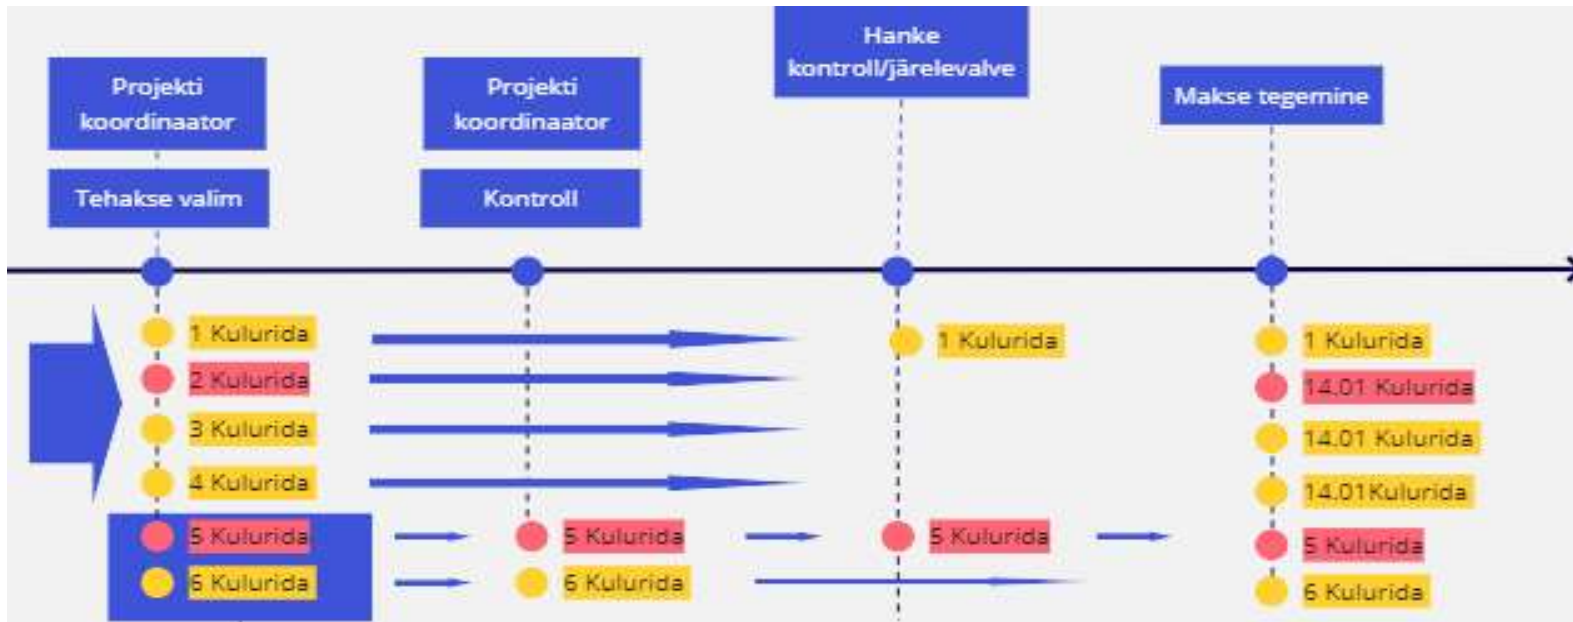 Projekti
koordinaator
Tehakse valim
Projekti
koordinaator
Kontroll
Hanke
kontroll/järelevalve
Makse tegemine
1 Kulurida
2 Kulurida
3 Kulurida
4 Kulurida
5 Kulurida
6 Kulurida
5 Kulurida
6 Kulurida
1 Kulurida
5 Kulurida
1 Kulurida
14.01 Kulurida
14.01 Kulurida
14.01Kulurida
5 Kulurida
6 Kulurida